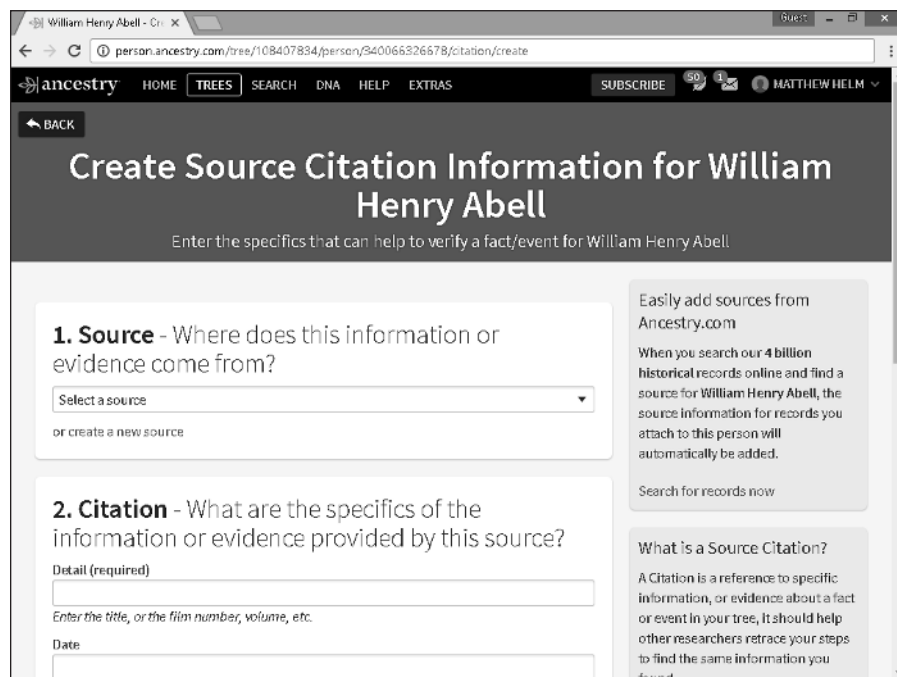 William Henry Abell - Cre
Guest
person.ancestry.com/tree/108407834/person/340066326678/citation/create
ancestry HOME TREES SEARCH DNA HELP EXTRAS SUBSCRIBE 50 1 MATTHEW HELM
BACK
Create Source Citation Information for William
Henry Abell
Enter the specifics that can help to verify a fact/event for William Henry Abell
1. Source - Where does this information or
evidence come from?
Select a source
or create a new source
2. Citation - What are the specifics of the
information or evidence provided by this source?
Detail (required)
Enter the title, or the film number, volume, etc.
Date
Easily add sources from
Ancestry.com
When you search our 4 billion
historical records online and find a
source for William Henry Abell, the
source information for records you
attach to this person will
automatically be added.
Search for records now
What is a Source Citation?
A Citation is a reference to specific
information, or evidence about a fact
or event in your tree, it should help
other researchers retrace your steps
to find the same information you